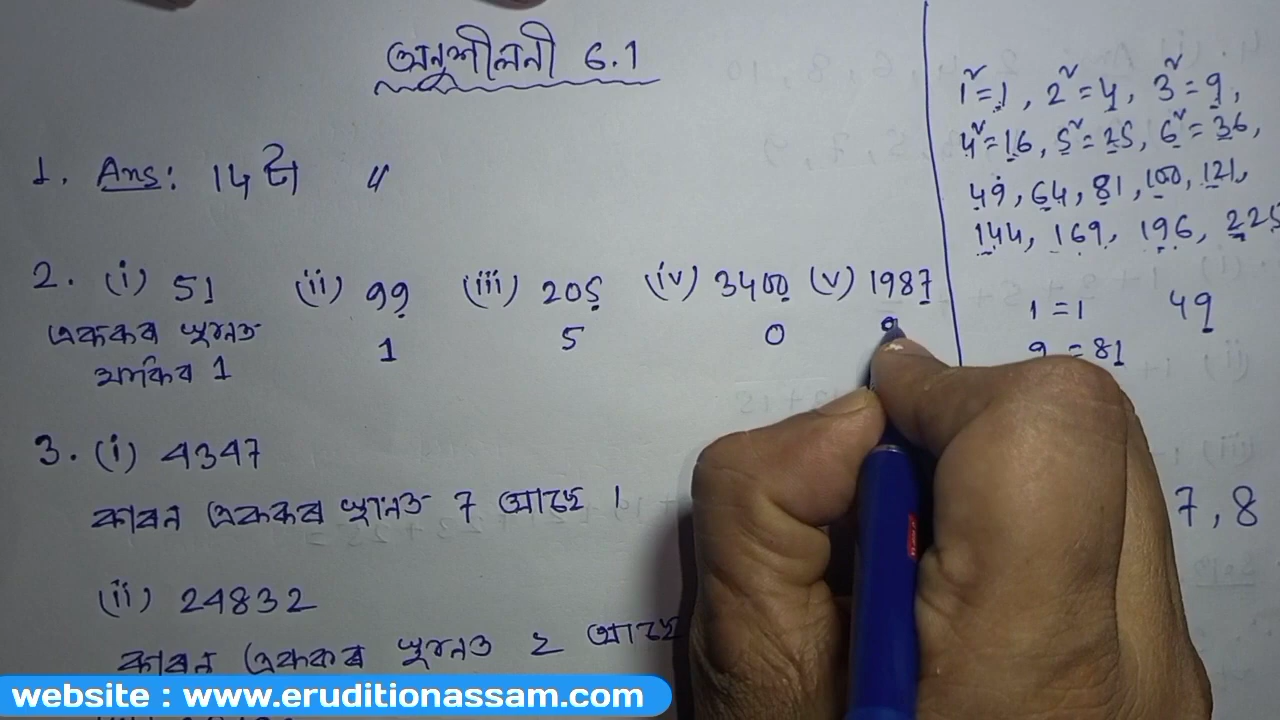 অনুশীলনী 6.1
1. Ans: 14 টা "
2. (i) 51 (ii) 99 (iii) 205 (iv) 3400 (v) 1987
এককৰ স্থানত 1 5 0 9
থাকিব 1
3. (i) 4347
কাৰন এককৰ স্থানত 7 আছে ।
(ii) 24832
কাৰন এককৰ স্থানত 2 আছে
1² = 1, 2² = 4, 3² = 9,
4² = 16, 5² = 25, 6² = 36,
49, 64, 81, 100, 121,
144, 169, 196, 225
1 = 1 49
9 = 81
7, 8
website : www.eruditionassam.com